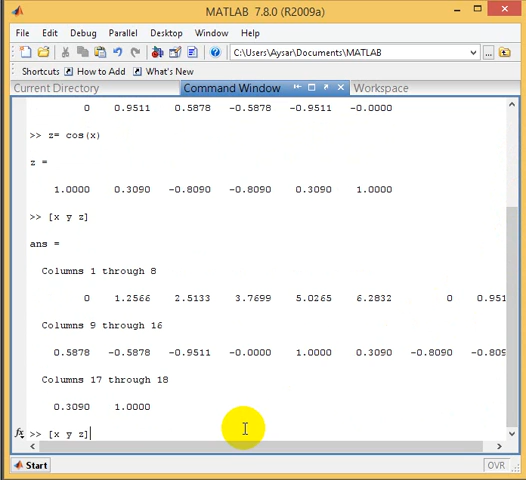 MATLAB 7.8.0 (R2009a)
File Edit Debug Parallel Desktop Window Help
C:\Users\Aysar\Documents\MATLAB
Shortcuts How to Add What's New
Current Directory Command Window Workspace
0 0.9511 0.5878 -0.5878 -0.9511 -0.0000
>> z= cos(x)
z =
1.0000 0.3090 -0.8090 -0.8090 0.3090 1.0000
>> [x y z]
ans =
Columns 1 through 8
0 1.2566 2.5133 3.7699 5.0265 6.2832 0 0.951
Columns 9 through 16
0.5878 -0.5878 -0.9511 -0.0000 1.0000 0.3090 -0.8090 -0.809
Columns 17 through 18
0.3090 1.0000
fx >> [x y z]
Start OVR